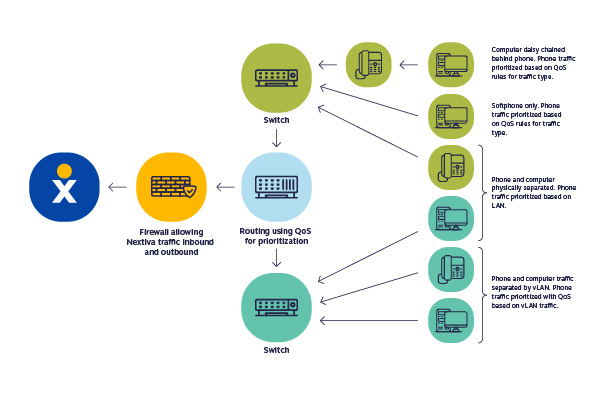 Computer daisy chained
behind phone. Phone traffic
prioritized based on QoS
rules for traffic type.
Switch
Softphone only. Phone
traffic prioritized based
on QoS rules for traffic
type.
Phone and computer
physically separated. Phone
traffic prioritized based on
LAN.
x
Firewall allowing
Nextiva traffic inbound
and outbound
Routing using QoS
for prioritization
Phone and computer traffic
separated by vLAN. Phone
traffic prioritized with QoS
based on vLAN traffic.
Switch